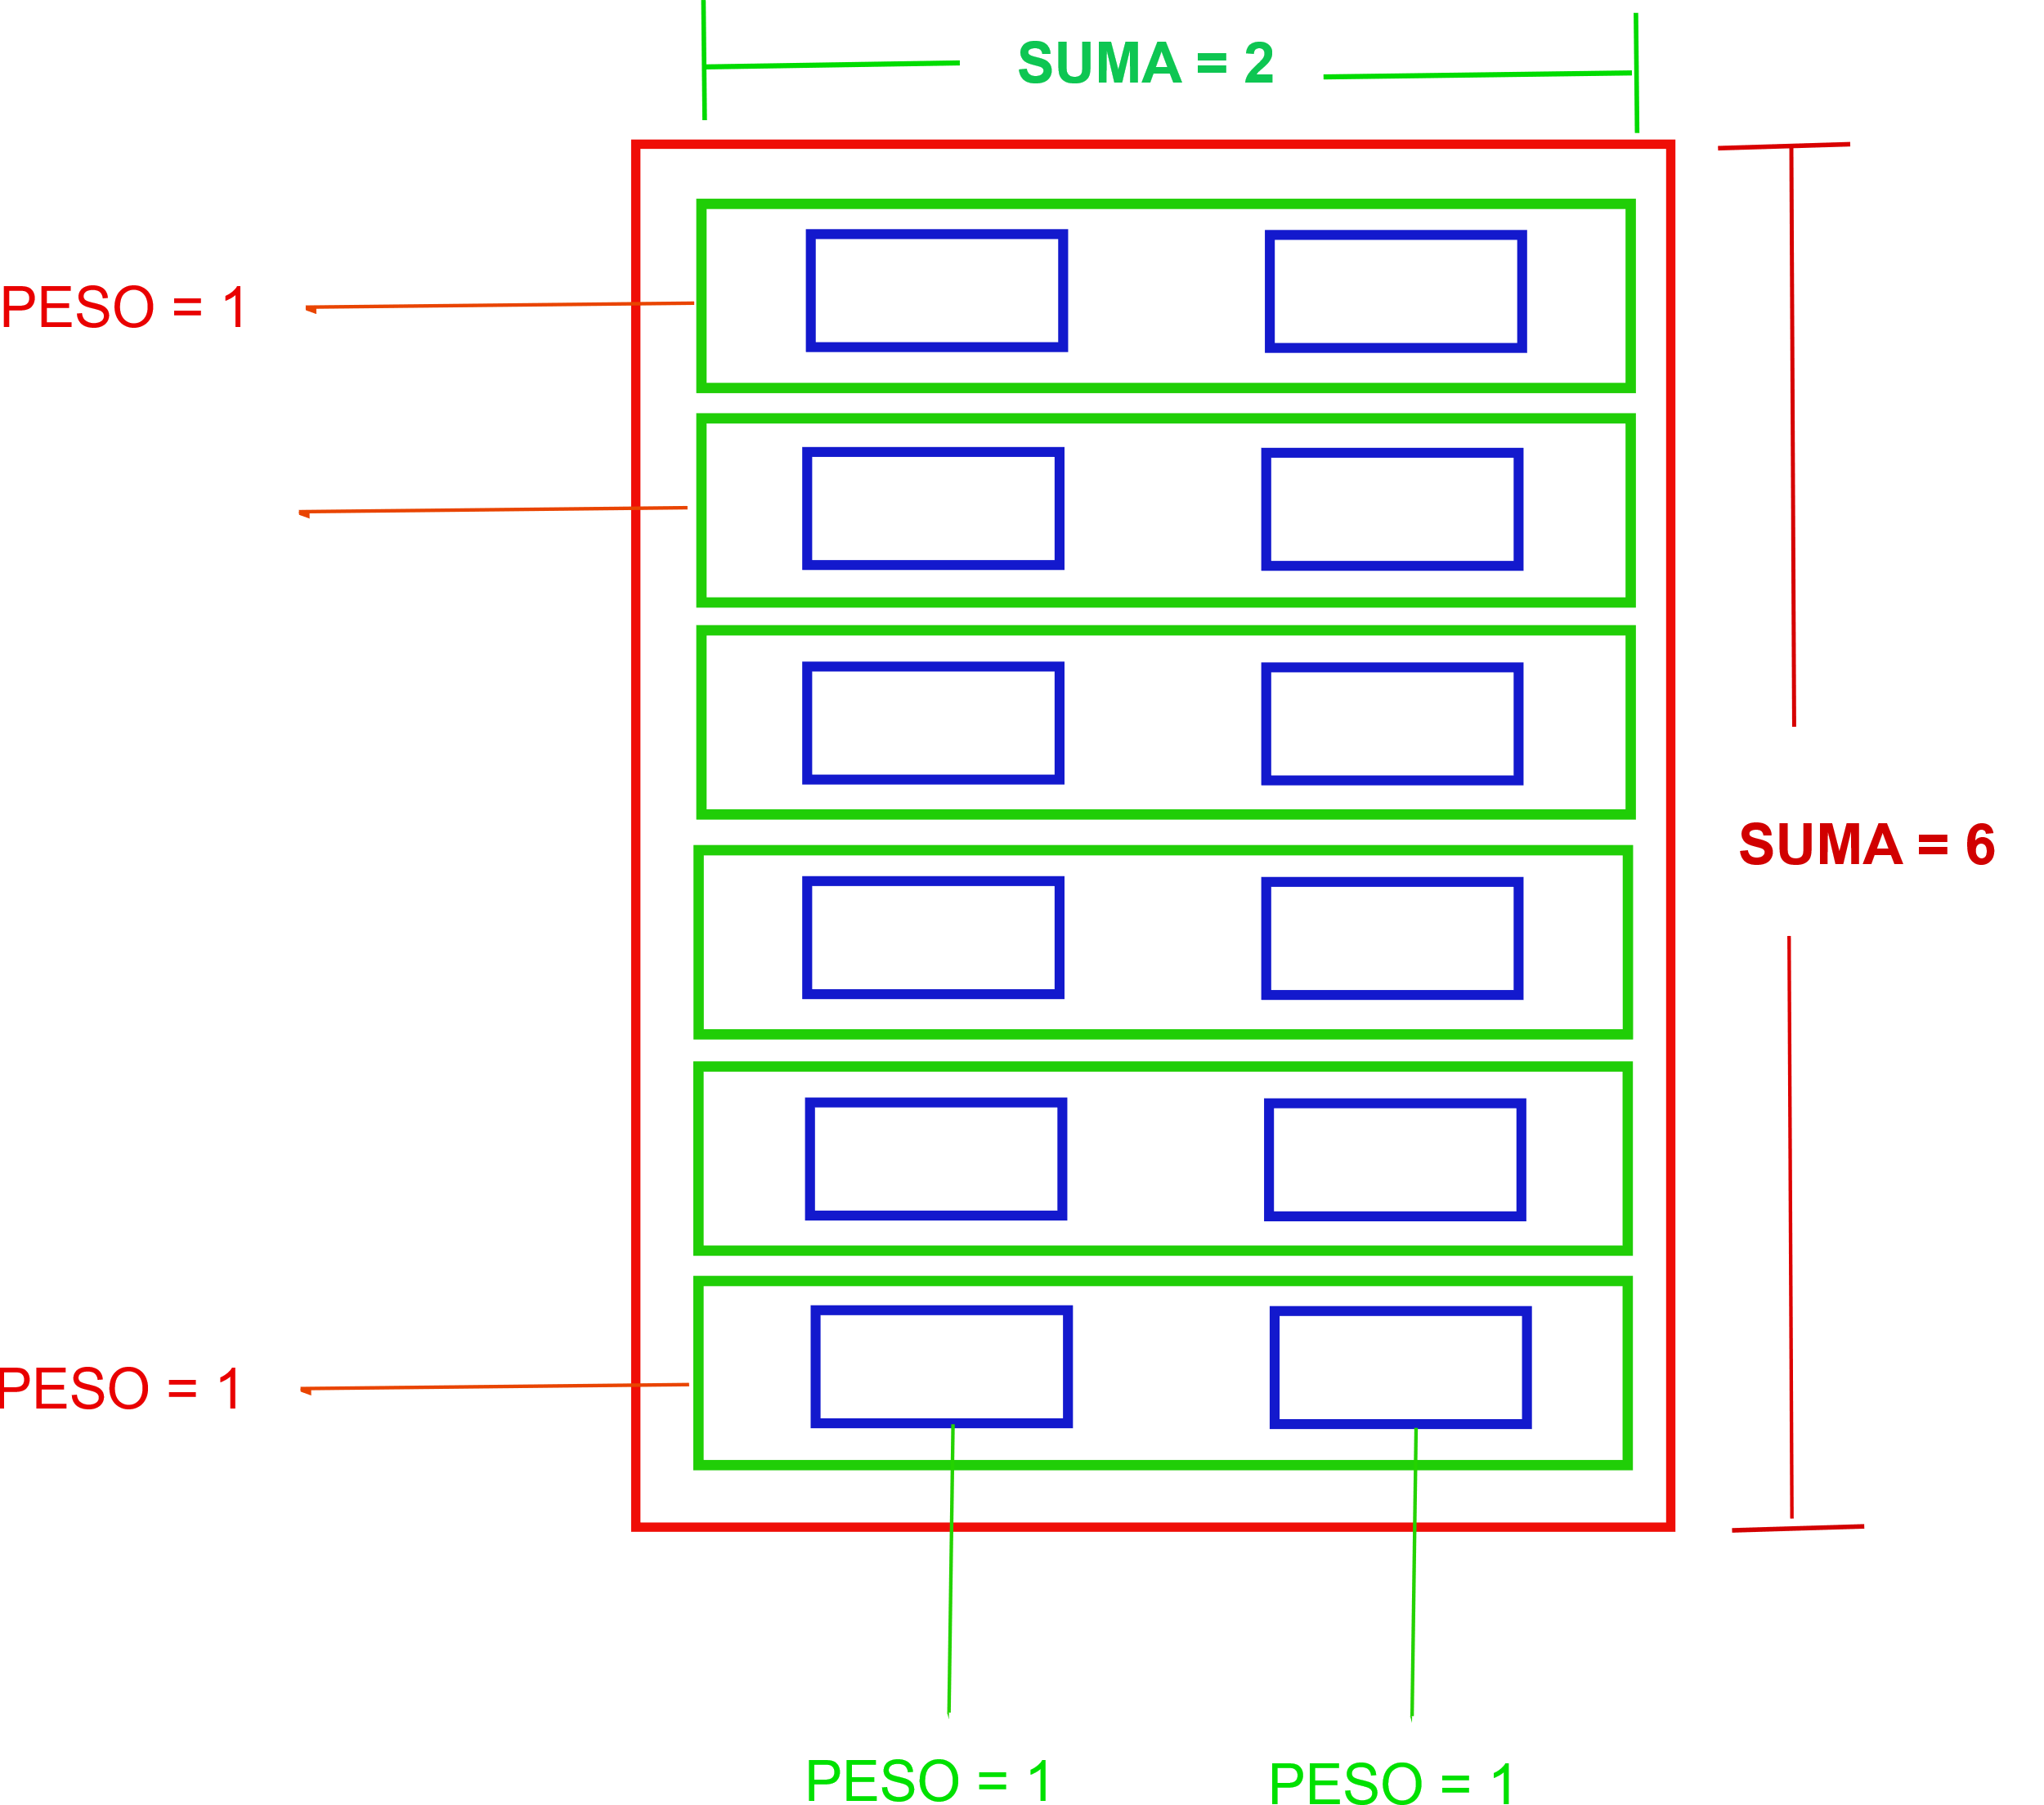 SUMA = 2
PESO = 1
SUMA = 6
PESO = 1
PESO = 1
PESO = 1